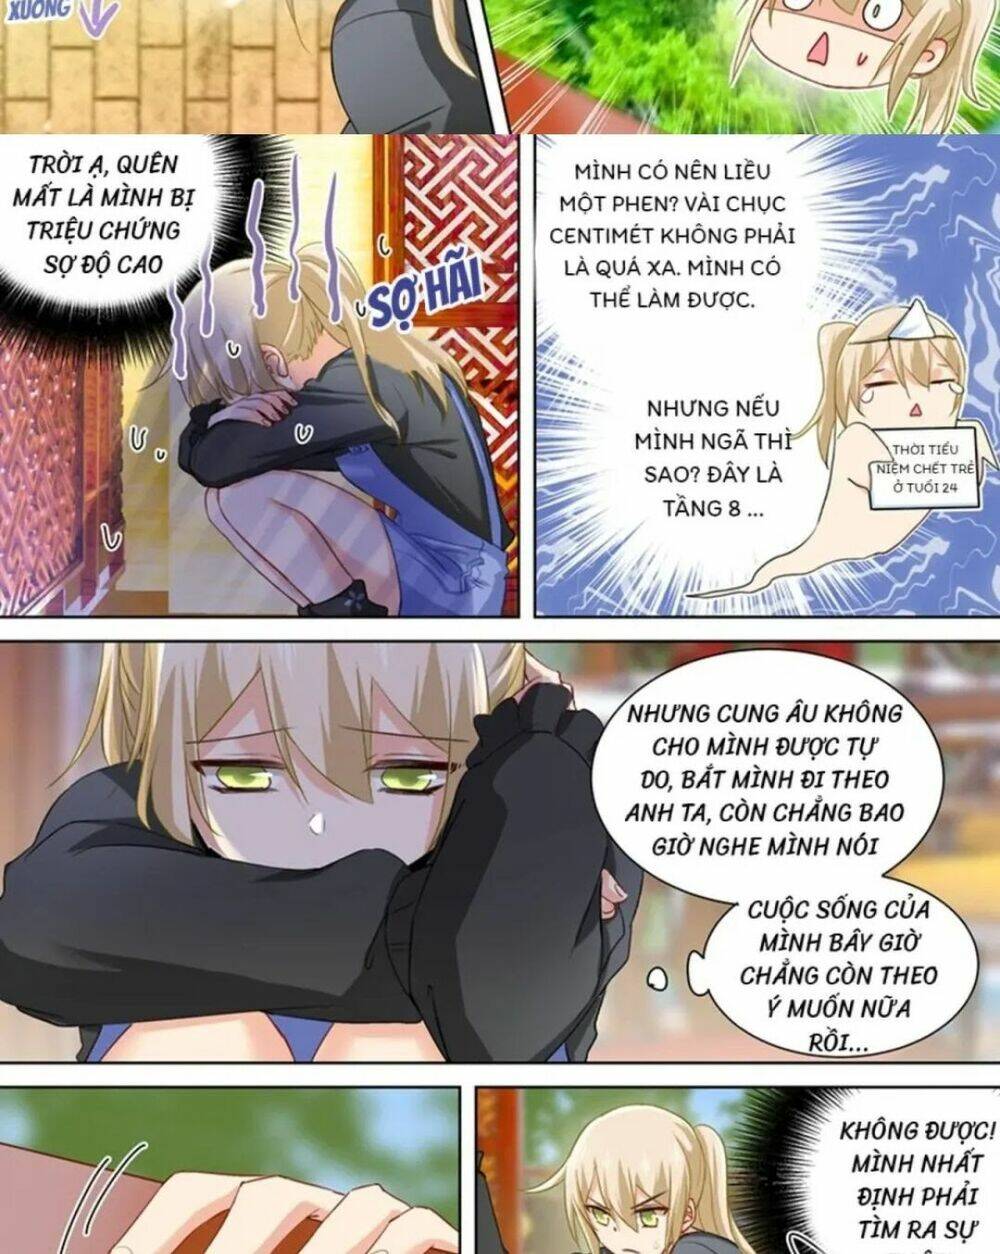 XUỐNG
TRỜI Ạ, QUÊN
MẤT LÀ MÌNH BỊ
TRIỆU CHỨNG
SỢ ĐỘ CAO
SỢ HÃI
MÌNH CÓ NÊN LIỀU
MỘT PHEN? VÀI CHỤC
CENTIMÉT KHÔNG PHẢI
LÀ QUÁ XA. MÌNH CÓ
THỂ LÀM ĐƯỢC.
NHƯNG NẾU
MÌNH NGÃ THÌ
SAO? ĐÂY LÀ
TẦNG 8 ...
THỜI TIỂU
NIỆM CHẾT TRẺ
Ở TUỔI 24
NHƯNG CUNG ÂU KHÔNG
CHO MÌNH ĐƯỢC TỰ
DO, BẮT MÌNH ĐI THEO
ANH TA, CÒN CHẲNG BAO
GIỜ NGHE MÌNH NÓI
CUỘC SỐNG CỦA
MÌNH BÂY GIỜ
CHẲNG CÒN THEO
Ý MUỐN NỮA
RỒI...
KHÔNG ĐƯỢC!
MÌNH NHẤT
ĐỊNH PHẢI
TÌM RA SỰ